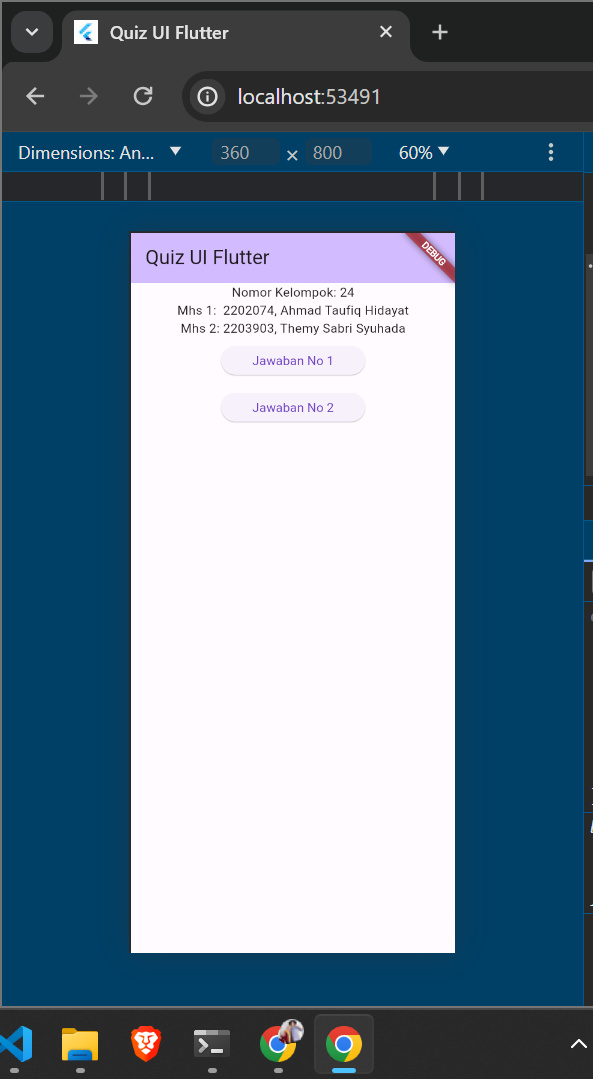 Quiz UI Flutter
localhost:53491
Dimensions: An...
360 × 800
60%
Quiz UI Flutter
DEBUG
Nomor Kelompok: 24
Mhs 1:  2202074, Ahmad Taufiq Hidayat
Mhs 2: 2203903, Themy Sabri Syuhada
Jawaban No 1
Jawaban No 2